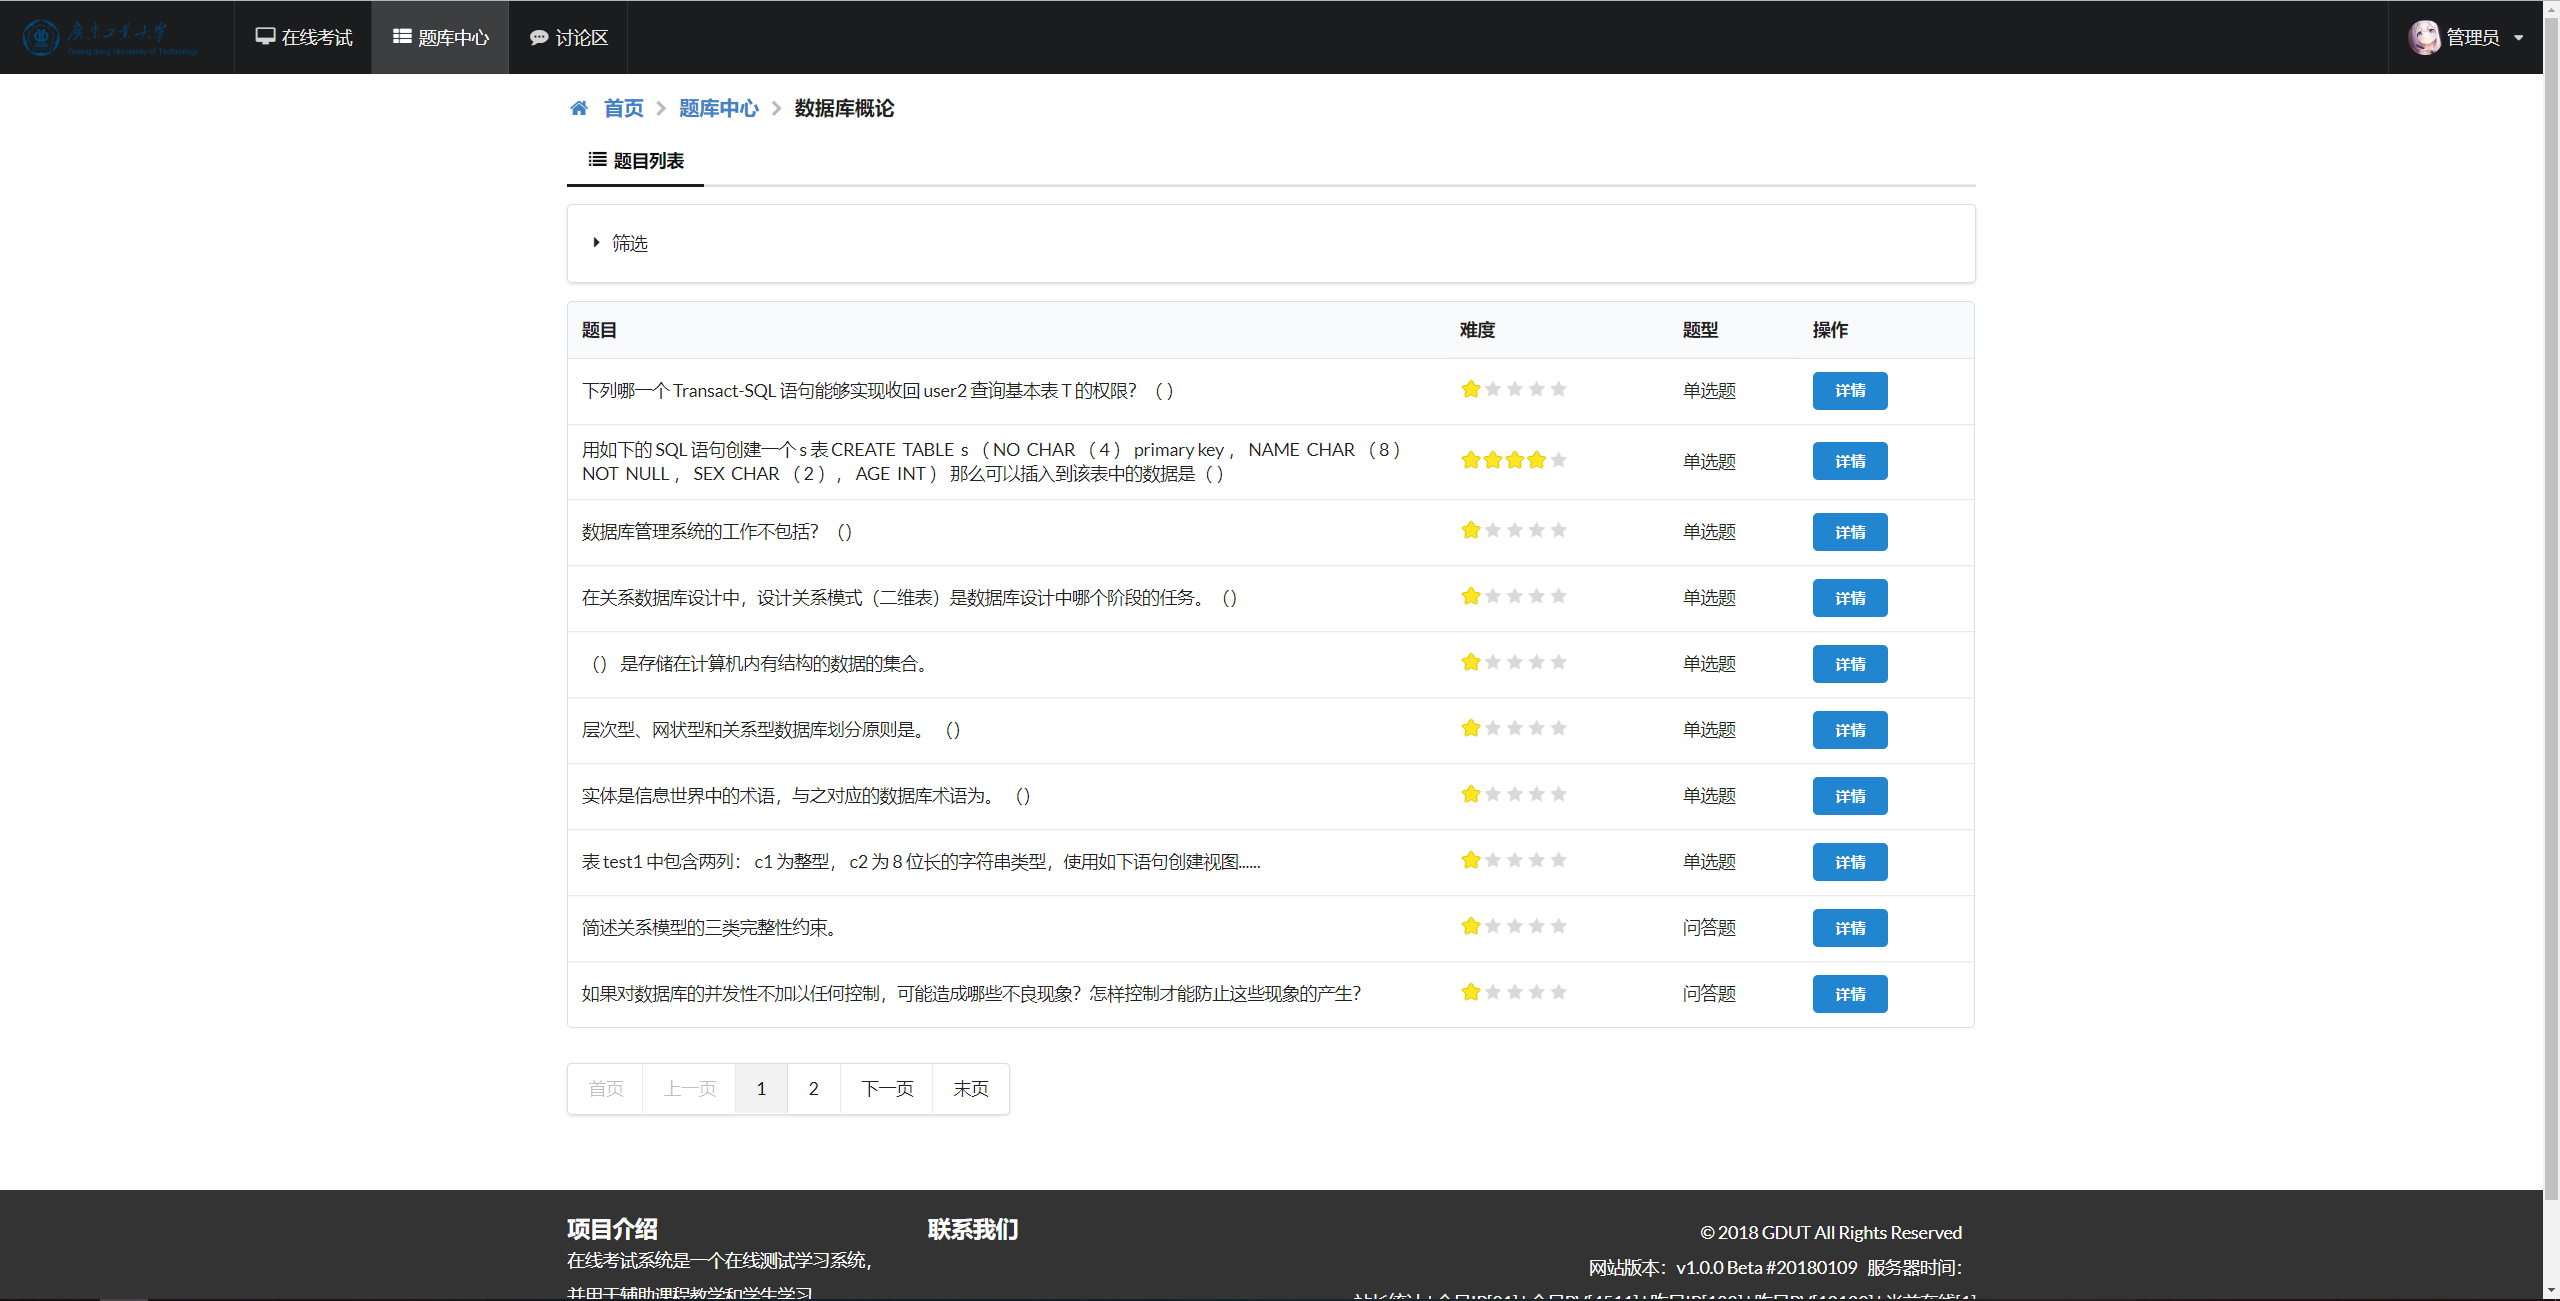 广东工业大学
Guangdong University of Technology
在线考试
题库中心
讨论区
管理员
首页 > 题库中心 > 数据库概论
题目列表
筛选
题目 难度 题型 操作
下列哪一个 Transact-SQL 语句能够实现收回 user2 查询基本表 T 的权限？（ ） 单选题 详情
用如下的 SQL 语句创建一个 s 表 CREATE TABLE s （ NO CHAR （ 4 ） primary key ， NAME CHAR （ 8 ）
NOT NULL ， SEX CHAR （ 2 ）， AGE INT ） 那么可以插入到该表中的数据是（ ） 单选题 详情
数据库管理系统的工作不包括？（） 单选题 详情
在关系数据库设计中，设计关系模式（二维表）是数据库设计中哪个阶段的任务。（） 单选题 详情
（） 是存储在计算机内有结构的数据的集合。 单选题 详情
层次型、网状型和关系型数据库划分原则是。（） 单选题 详情
实体是信息世界中的术语，与之对应的数据库术语为。（） 单选题 详情
表 test1 中包含两列： c1 为整型， c2 为 8 位长的字符串类型，使用如下语句创建视图...... 单选题 详情
简述关系模型的三类完整性约束。 问答题 详情
如果对数据库的并发性不加以任何控制，可能造成哪些不良现象？怎样控制才能防止这些现象的产生？ 问答题 详情
首页 上一页 1 2 下一页 末页
项目介绍
在线考试系统是一个在线测试学习系统，
并用于辅助课程教学和学生学习
联系我们
© 2018 GDUT All Rights Reserved
网站版本：v1.0.0 Beta #20180109 服务器时间：